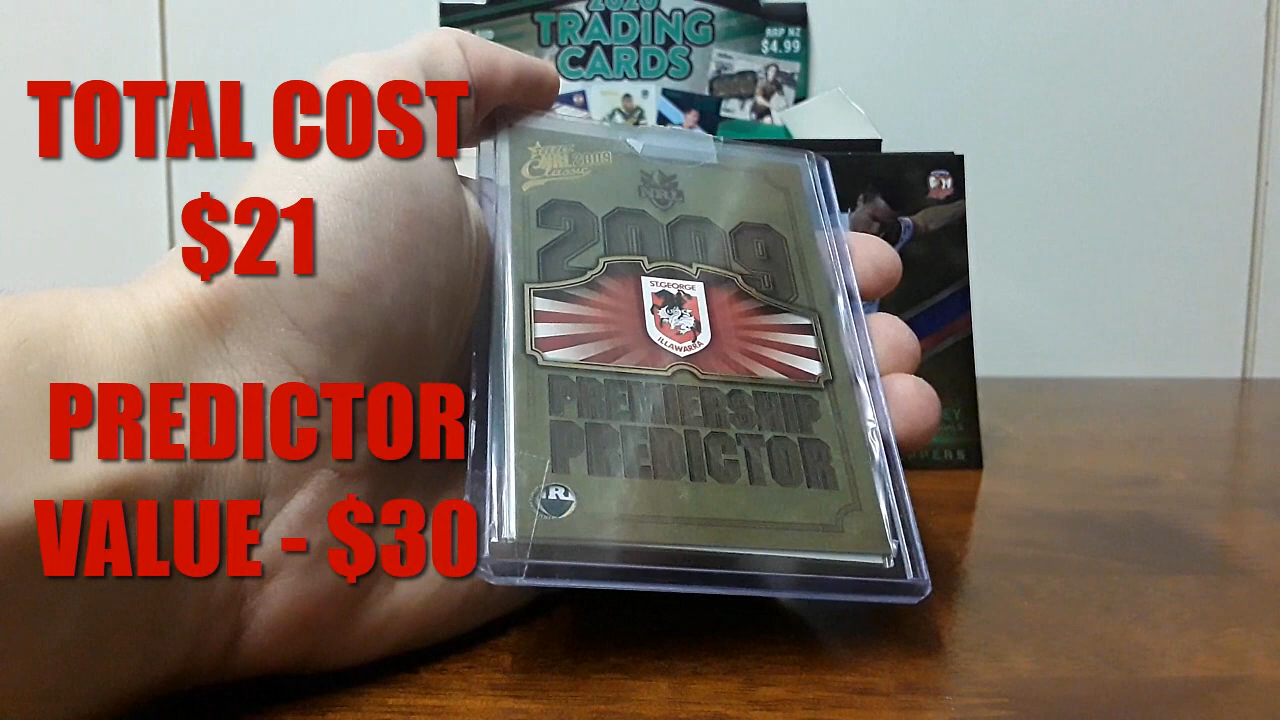 2020
TRADING
CARDS
RRP NZ
$4.99
TOTAL COST
$21
PREDICTOR
VALUE - $30
Classic
NRL
2009
ST.GEORGE
ILLAWARRA
PREMIERSHIP
PREDICTOR